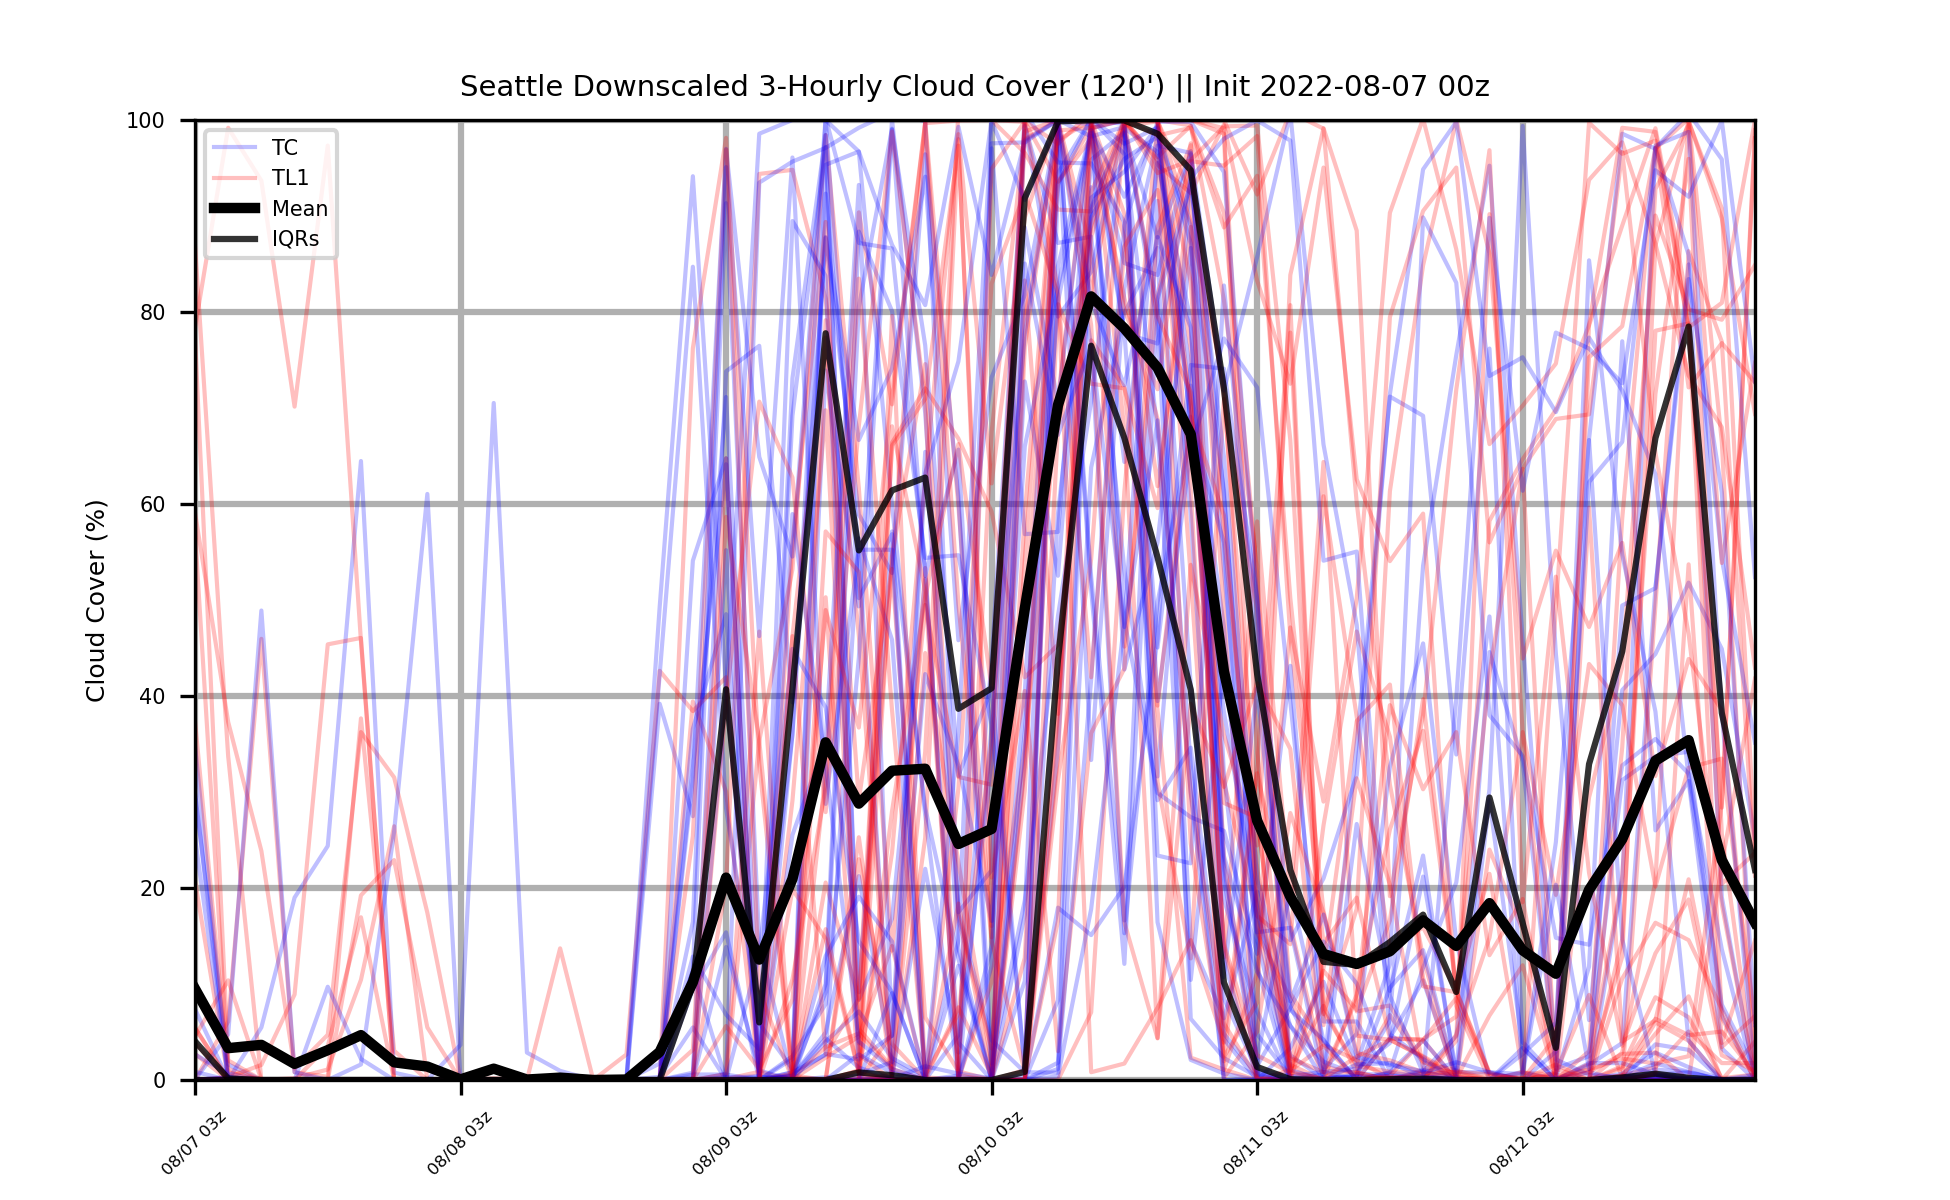 Seattle Downscaled 3-Hourly Cloud Cover (120') || Init 2022-08-07 00z
TC
TL1
Mean
IQRs
Cloud Cover (%)
100
80
60
40
20
0
08/07 03z
08/08 03z
08/09 03z
08/10 03z
08/11 03z
08/12 03z